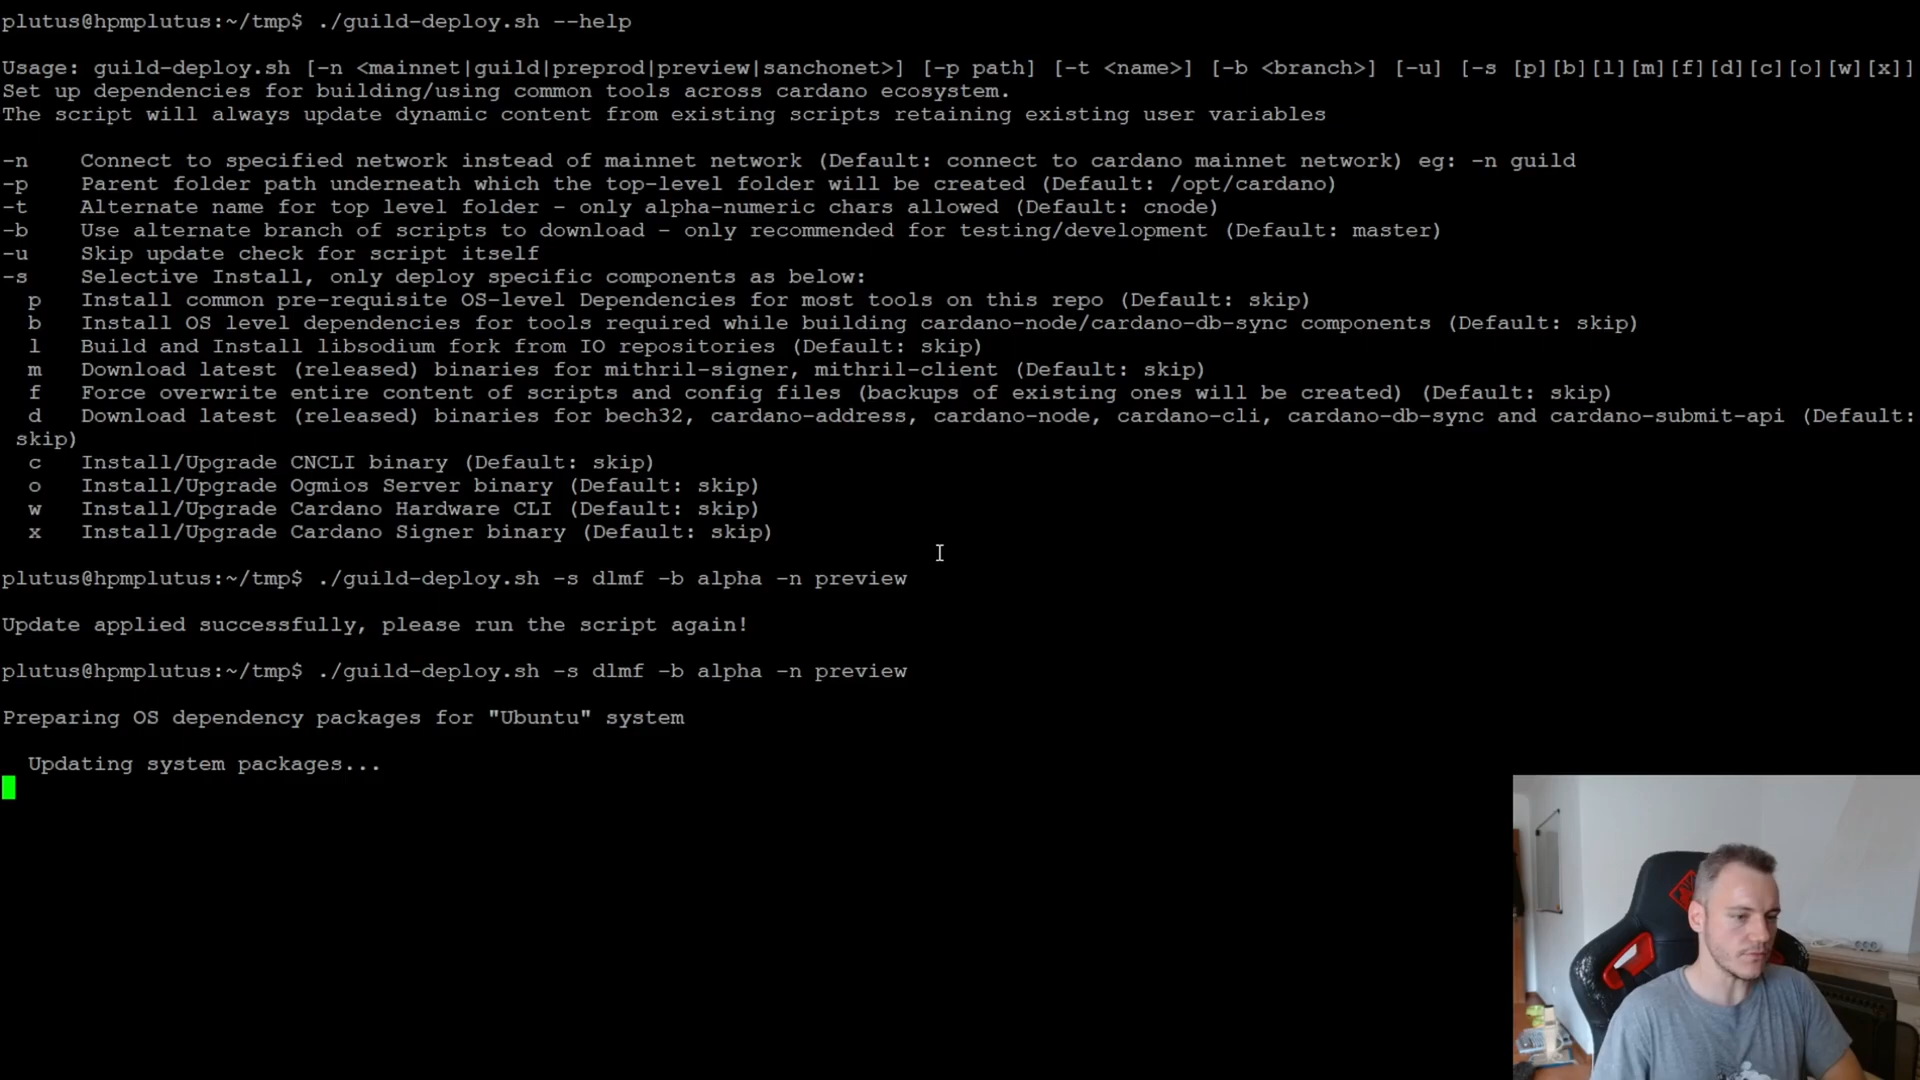 plutus@hpmplutus:~/tmp$ ./guild-deploy.sh --help
Usage: guild-deploy.sh [-n <mainnet|guild|preprod|preview|sanchonet>] [-p path] [-t <name>] [-b <branch>] [-u] [-s [p][b][l][m][f][d][c][o][w][x]]
Set up dependencies for building/using common tools across cardano ecosystem.
The script will always update dynamic content from existing scripts retaining existing user variables
-n    Connect to specified network instead of mainnet network (Default: connect to cardano mainnet network) eg: -n guild
-p    Parent folder path underneath which the top-level folder will be created (Default: /opt/cardano)
-t    Alternate name for top level folder - only alpha-numeric chars allowed (Default: cnode)
-b    Use alternate branch of scripts to download - only recommended for testing/development (Default: master)
-u    Skip update check for script itself
-s    Selective Install, only deploy specific components as below:
  p   Install common pre-requisite OS-level Dependencies for most tools on this repo (Default: skip)
  b   Install OS level dependencies for tools required while building cardano-node/cardano-db-sync components (Default: skip)
  l   Build and Install libsodium fork from IO repositories (Default: skip)
  m   Download latest (released) binaries for mithril-signer, mithril-client (Default: skip)
  f   Force overwrite entire content of scripts and config files (backups of existing ones will be created) (Default: skip)
  d   Download latest (released) binaries for bech32, cardano-address, cardano-node, cardano-cli, cardano-db-sync and cardano-submit-api (Default:
 skip)
  c   Install/Upgrade CNCLI binary (Default: skip)
  o   Install/Upgrade Ogmios Server binary (Default: skip)
  w   Install/Upgrade Cardano Hardware CLI (Default: skip)
  x   Install/Upgrade Cardano Signer binary (Default: skip)
plutus@hpmplutus:~/tmp$ ./guild-deploy.sh -s dlmf -b alpha -n preview
Update applied successfully, please run the script again!
plutus@hpmplutus:~/tmp$ ./guild-deploy.sh -s dlmf -b alpha -n preview
Preparing OS dependency packages for "Ubuntu" system
  Updating system packages...